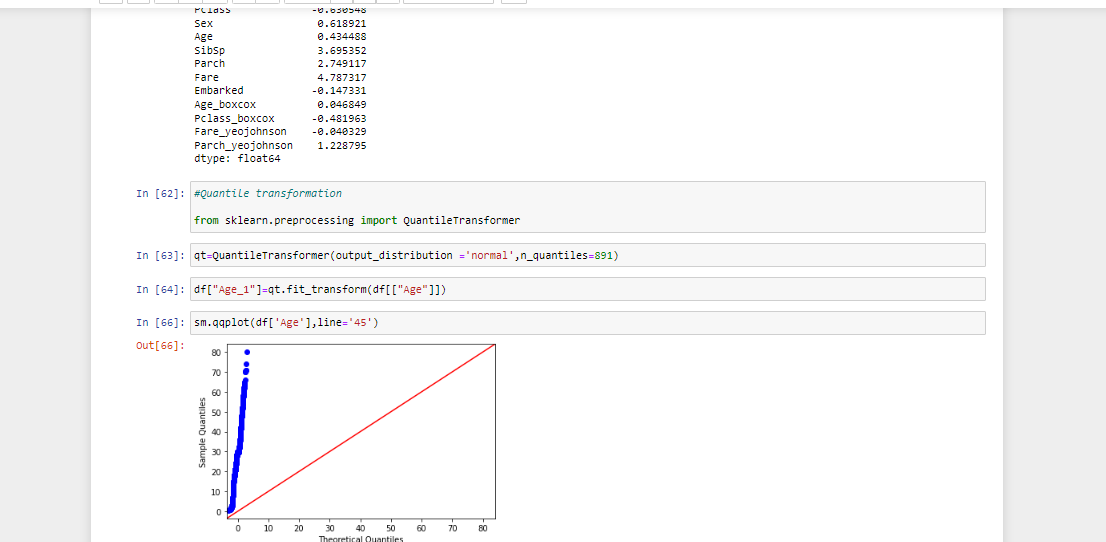 Pclass -0.630548
Sex 0.618921
Age 0.434488
SibSp 3.695352
Parch 2.749117
Fare 4.787317
Embarked -0.147331
Age_boxcox 0.046849
Pclass_boxcox -0.481963
Fare_yeojohnson -0.040329
Parch_yeojohnson 1.228795
dtype: float64
In [62]: #Quantile transformation
from sklearn.preprocessing import QuantileTransformer
In [63]: qt=QuantileTransformer(output_distribution ='normal',n_quantiles=891)
In [64]: df["Age_1"]=qt.fit_transform(df[["Age"]])
In [66]: sm.qqplot(df['Age'],line='45')
Out[66]:
80
70
60
50
40
30
20
10
0
Sample Quantiles
0 10 20 30 40 50 60 70 80
Theoretical Quantiles